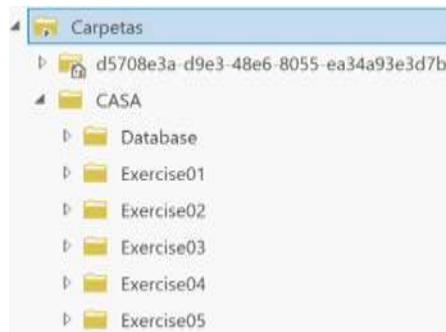 Carpetas
d5708e3a-d9e3-48e6-8055-ea34a93e3d7b
CASA
Database
Exercise01
Exercise02
Exercise03
Exercise04
Exercise05